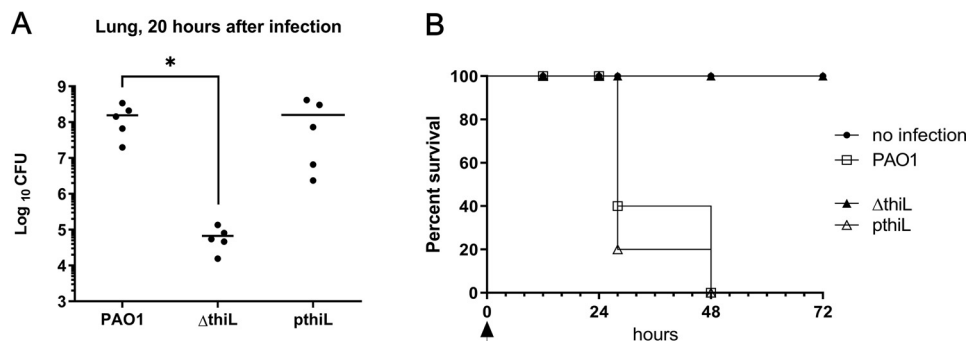 A
Lung, 20 hours after infection
*
Log 10 CFU
9
8
7
6
5
4
3
PAO1
ΔthiL
pthiL
B
Percent survival
100
80
60
40
20
0
0
24
48
72
hours
no infection
PAO1
ΔthiL
pthiL